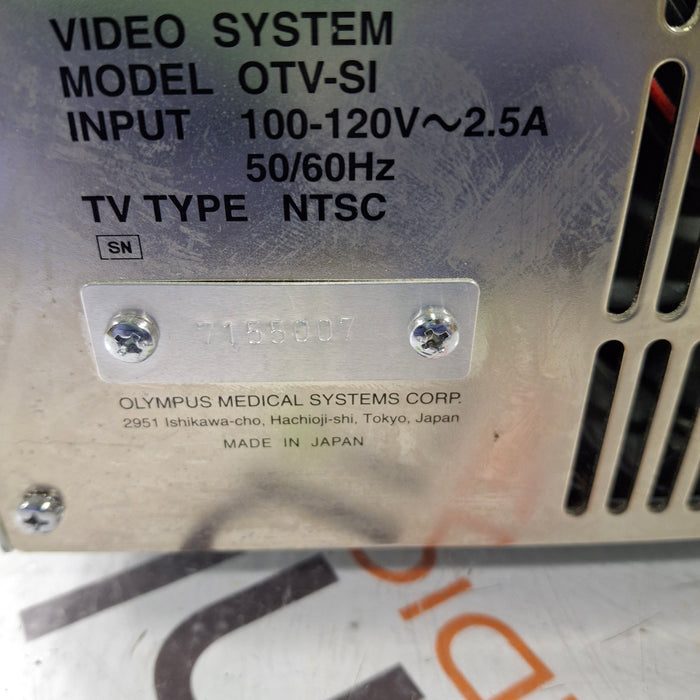 VIDEO SYSTEM
MODEL OTV-SI
INPUT 100-120V～2.5A
50/60Hz
TV TYPE NTSC
SN
7155007
OLYMPUS MEDICAL SYSTEMS CORP.
2951 Ishikawa-cho, Hachioji-shi, Tokyo, Japan
MADE IN JAPAN